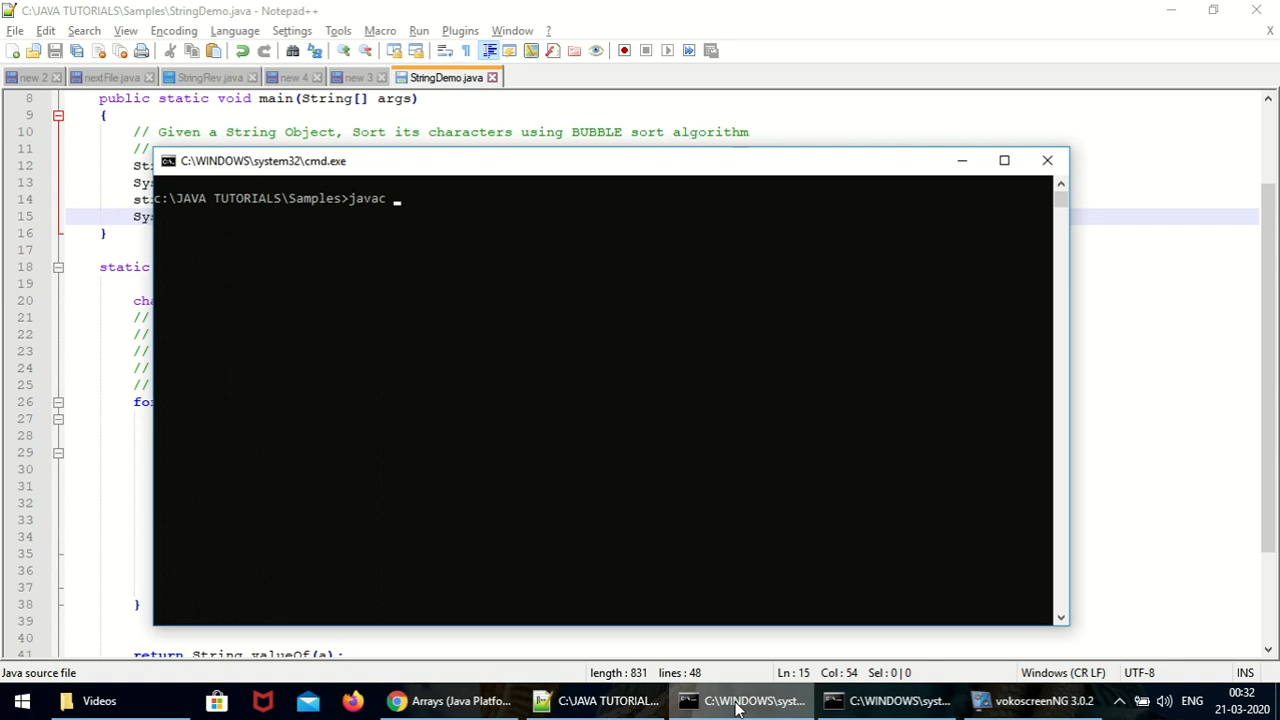 C:\JAVA TUTORIALS\Samples\StringDemo.java - Notepad++
File Edit Search View Encoding Language Settings Tools Macro Run Plugins Window ? X
new 2 nextFile.java StringRev.java new 4 new 3 StringDemo.java
8 public static void main(String[] args)
9 {
10 // Given a String Object, Sort its characters using BUBBLE sort algorithm
11 //
C:\WINDOWS\system32\cmd.exe
12 St
13 Sy
c:\JAVA TUTORIALS\Samples>javac _
14 st
15 Sy
16 }
17
18 static
19
20 cha
21 //
22 //
23 //
24 //
25 //
26 for
27
28
29
30
31
32
33
34
35
36
37
38 }
39
40
41 return String.valueOf(a);
Java source file length : 831 lines : 48 Ln : 15 Col : 54 Sel : 0 | 0 Windows (CR LF) UTF-8 INS
Videos Arrays (Java Platfo... C:\JAVA TUTORIAL... C:\WINDOWS\syst... C:\WINDOWS\syst... vokoscreenNG 3.0.2 ENG 00:32
21-03-2020